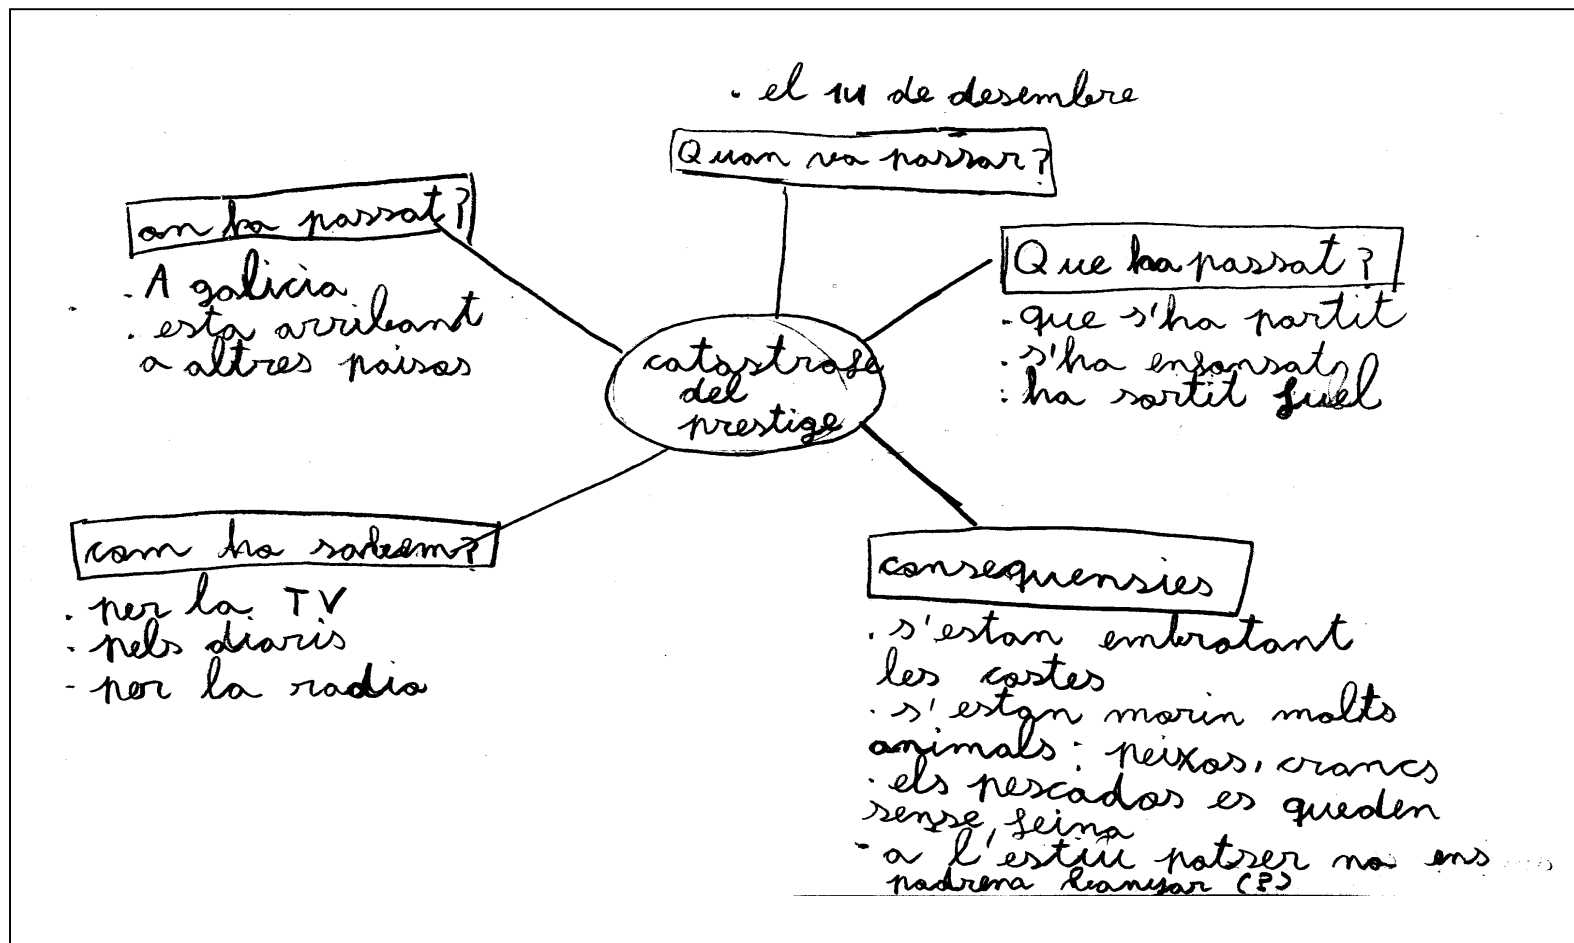 . el 14 de desembre
Quan va passar?
on ha passat?
. A galicia
. esta arribant
a altres paisos
Que ha passat?
. que s'ha partit
. s'ha enfonsat
. ha sortit fuel
catastrofe
del
prestige
com ho sabem?
. per la TV
. pels diaris
- per la radio
consequensies
. s'estan embrutant
les costes
. s'estan morin molts
animals: peixos, crancs
. els pescados es queden
sense feina
- a l'estiu potser no ens
podrena banyar (?)